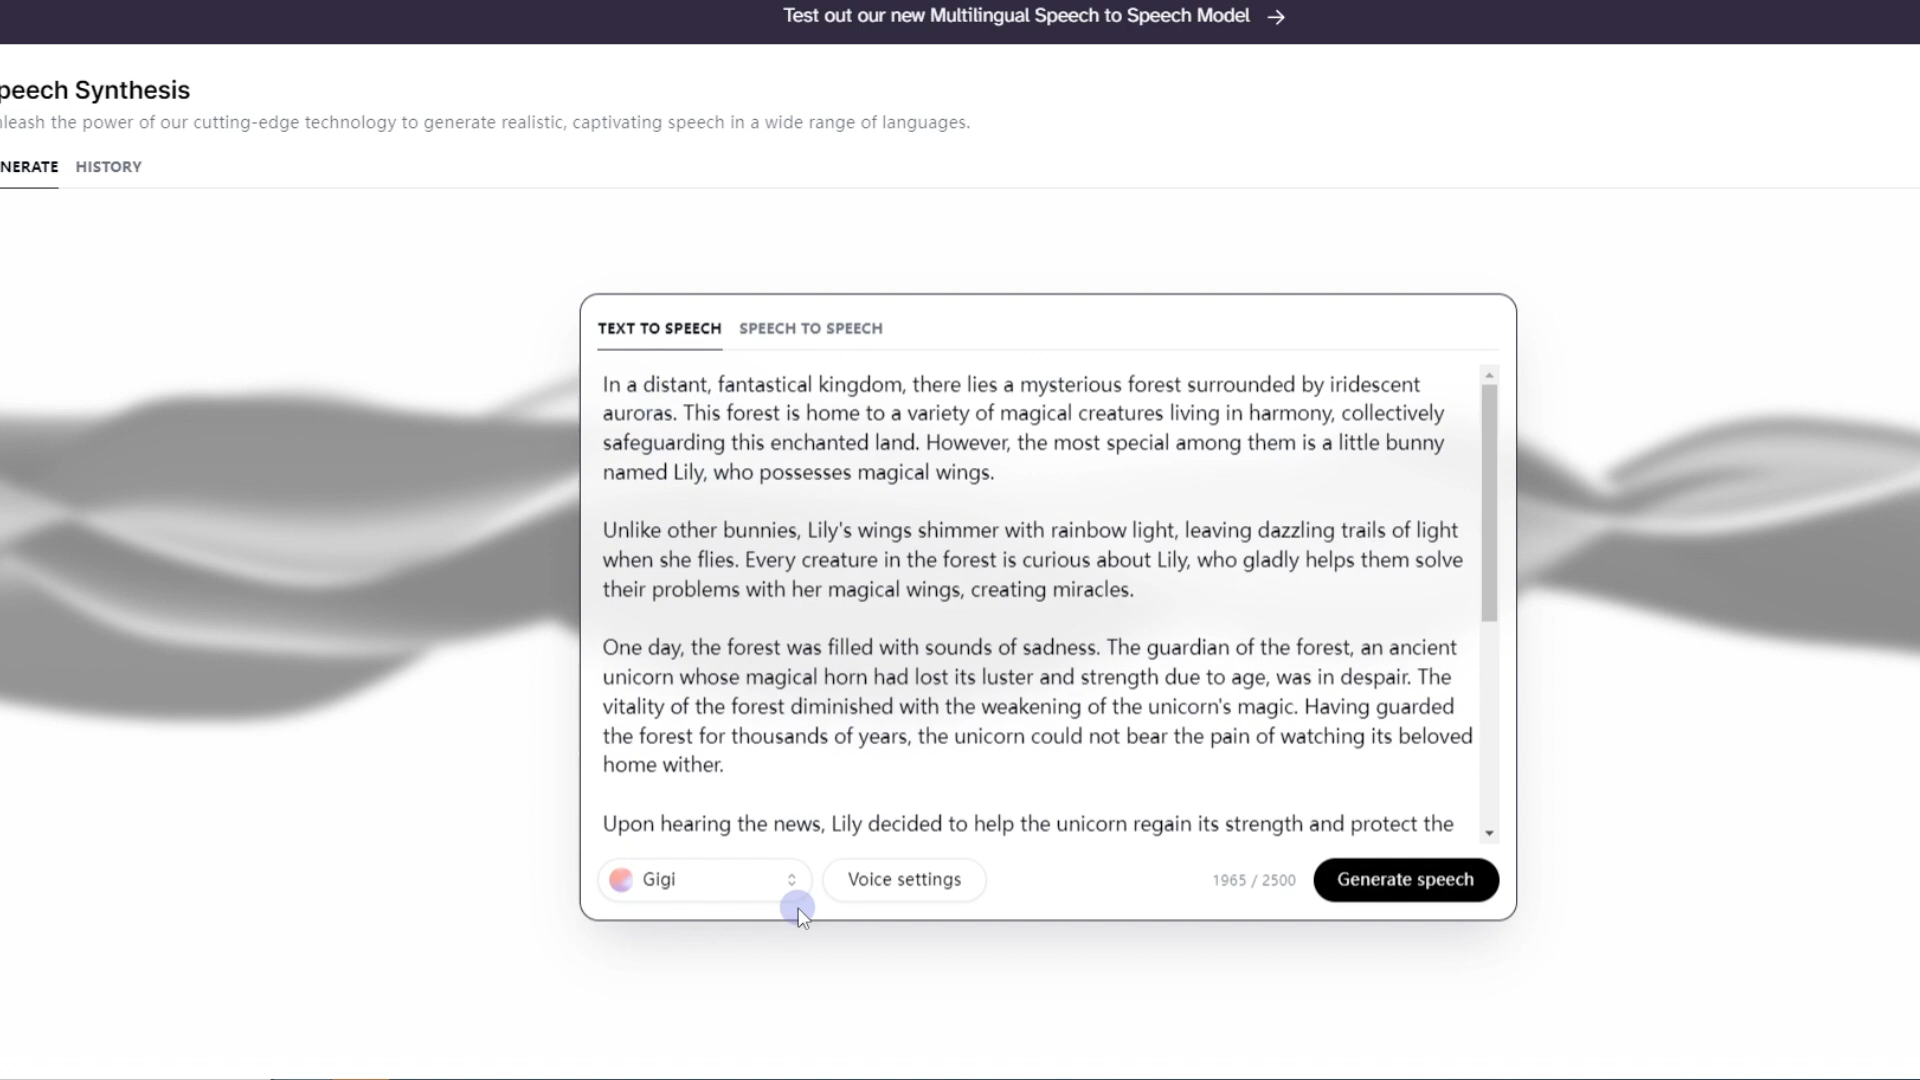 Test out our new Multilingual Speech to Speech Model →
peech Synthesis
nleash the power of our cutting-edge technology to generate realistic, captivating speech in a wide range of languages.
NERATE HISTORY
TEXT TO SPEECH SPEECH TO SPEECH
In a distant, fantastical kingdom, there lies a mysterious forest surrounded by iridescent
auroras. This forest is home to a variety of magical creatures living in harmony, collectively
safeguarding this enchanted land. However, the most special among them is a little bunny
named Lily, who possesses magical wings.
Unlike other bunnies, Lily's wings shimmer with rainbow light, leaving dazzling trails of light
when she flies. Every creature in the forest is curious about Lily, who gladly helps them solve
their problems with her magical wings, creating miracles.
One day, the forest was filled with sounds of sadness. The guardian of the forest, an ancient
unicorn whose magical horn had lost its luster and strength due to age, was in despair. The
vitality of the forest diminished with the weakening of the unicorn's magic. Having guarded
the forest for thousands of years, the unicorn could not bear the pain of watching its beloved
home wither.
Upon hearing the news, Lily decided to help the unicorn regain its strength and protect the
Gigi Voice settings 1965 / 2500 Generate speech